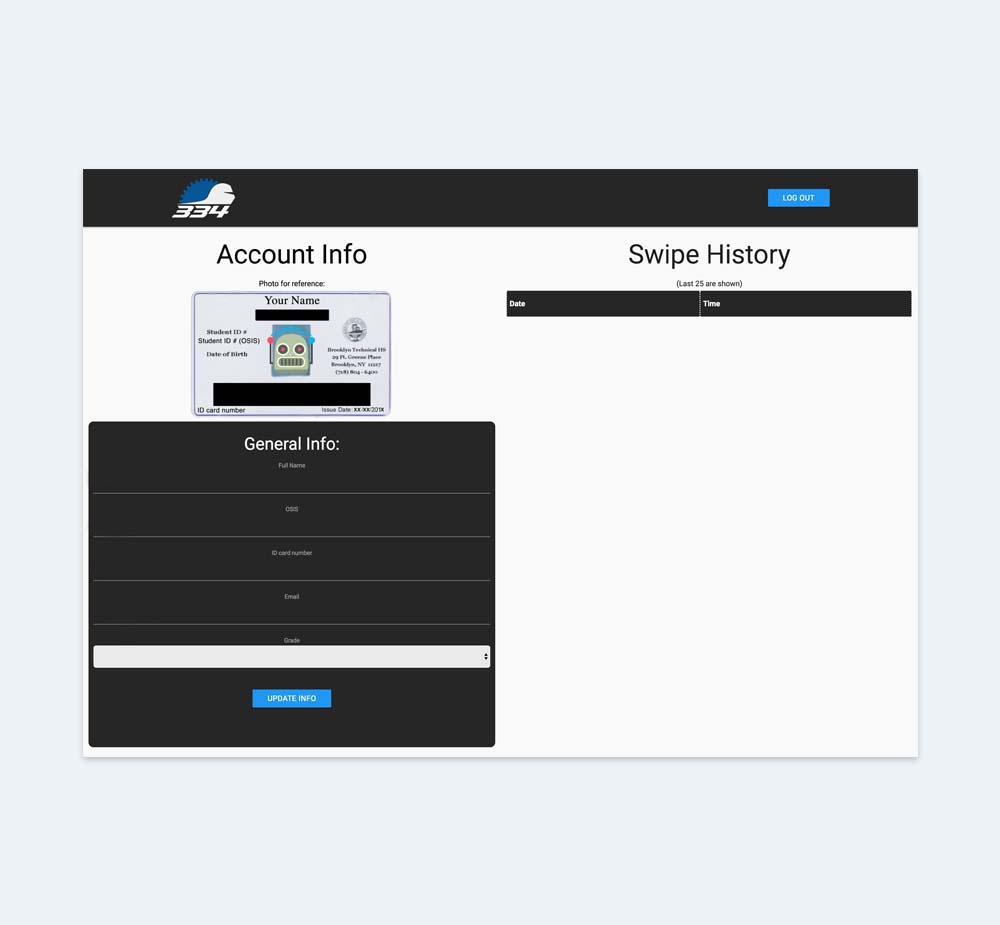 334
LOG OUT
Account Info
Photo for reference:
Your Name
Student ID #
Student ID # (OSIS)
Date of Birth
Brooklyn Technical HS
29 Ft. Greene Place
Brooklyn, NY 11217
(718) 804 - 6400
ID card number
Issue Date: XX/XX/201X
General Info:
Full Name
OSIS
ID card number
Email
Grade
UPDATE INFO
Swipe History
(Last 25 are shown)
Date Time